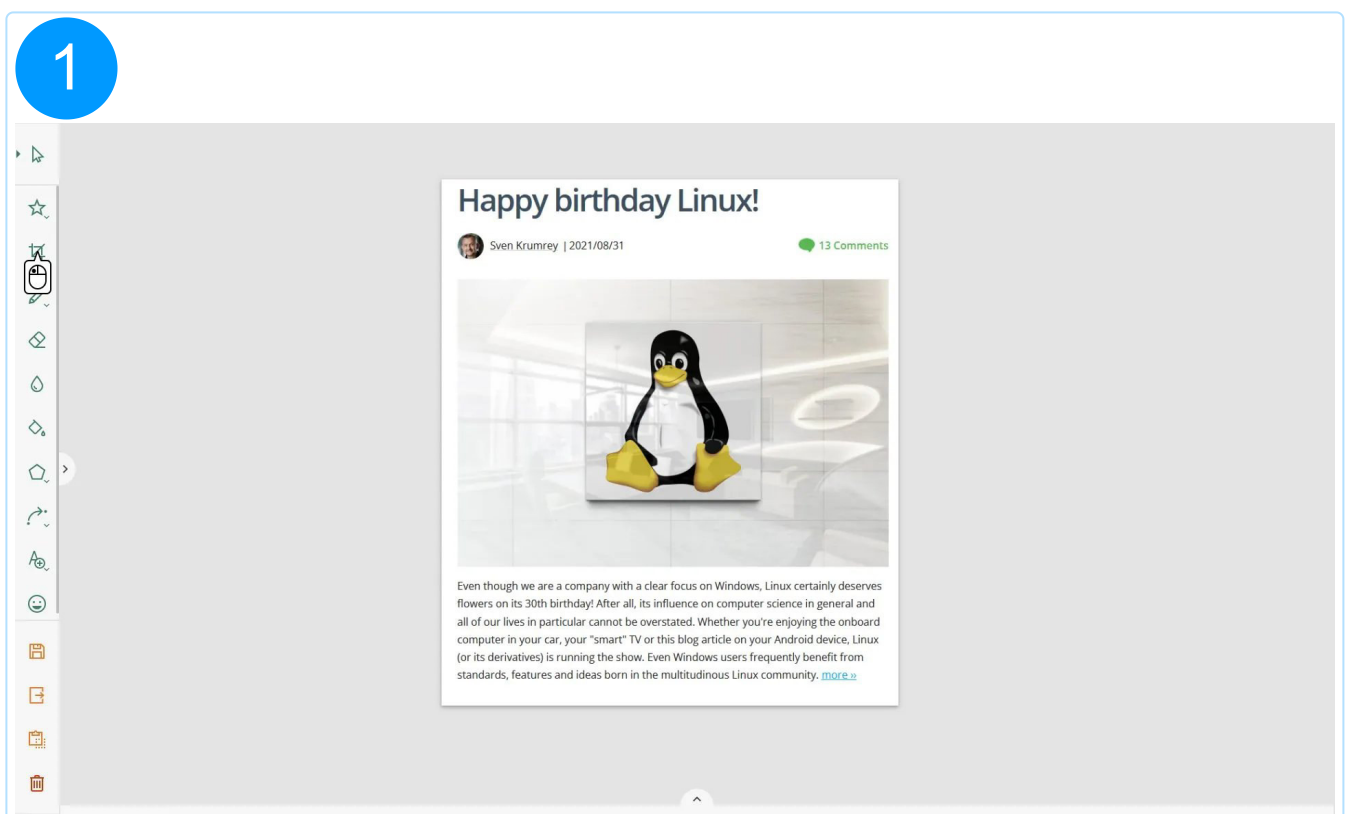 1
Happy birthday Linux!
Sven Krumrey | 2021/08/31
13 Comments
Even though we are a company with a clear focus on Windows, Linux certainly deserves
flowers on its 30th birthday! After all, its influence on computer science in general and
all of our lives in particular cannot be overstated. Whether you're enjoying the onboard
computer in your car, your "smart" TV or this blog article on your Android device, Linux
(or its derivatives) is running the show. Even Windows users frequently benefit from
standards, features and ideas born in the multitudinous Linux community. more »